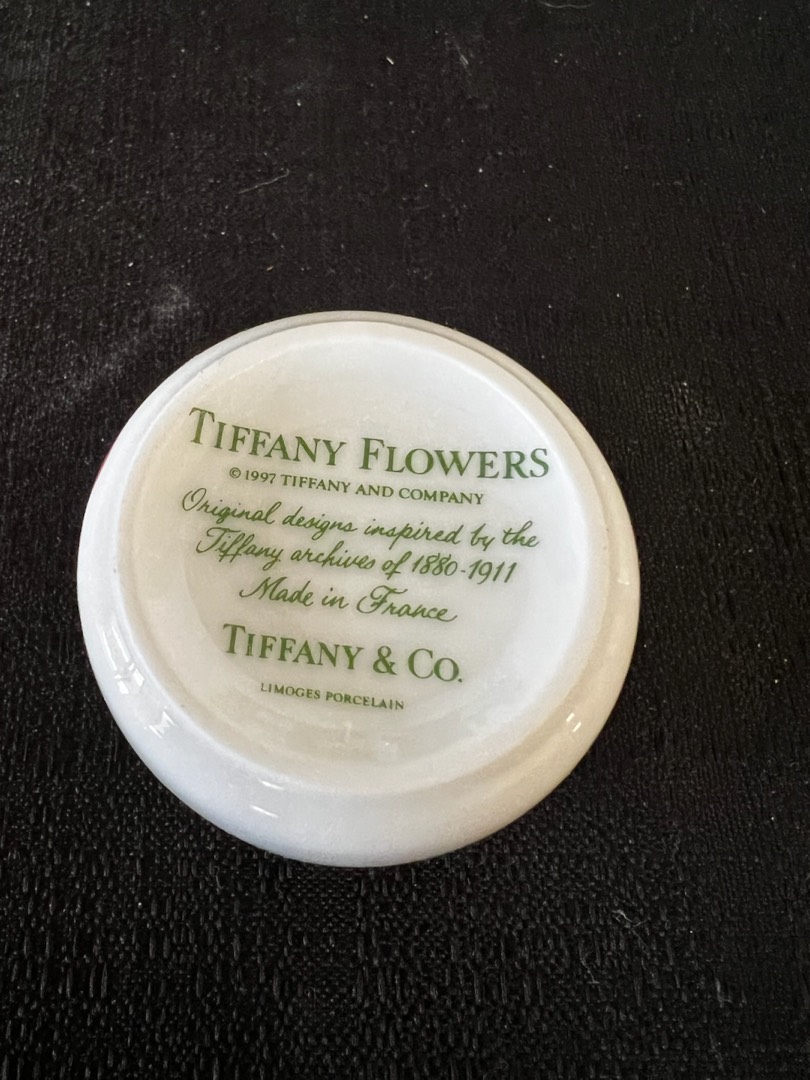 TIFFANY FLOWERS
© 1997 TIFFANY AND COMPANY
Original designs inspired by the
Tiffany archives of 1880-1911
Made in France
TIFFANY & CO.
LIMOGES PORCELAIN